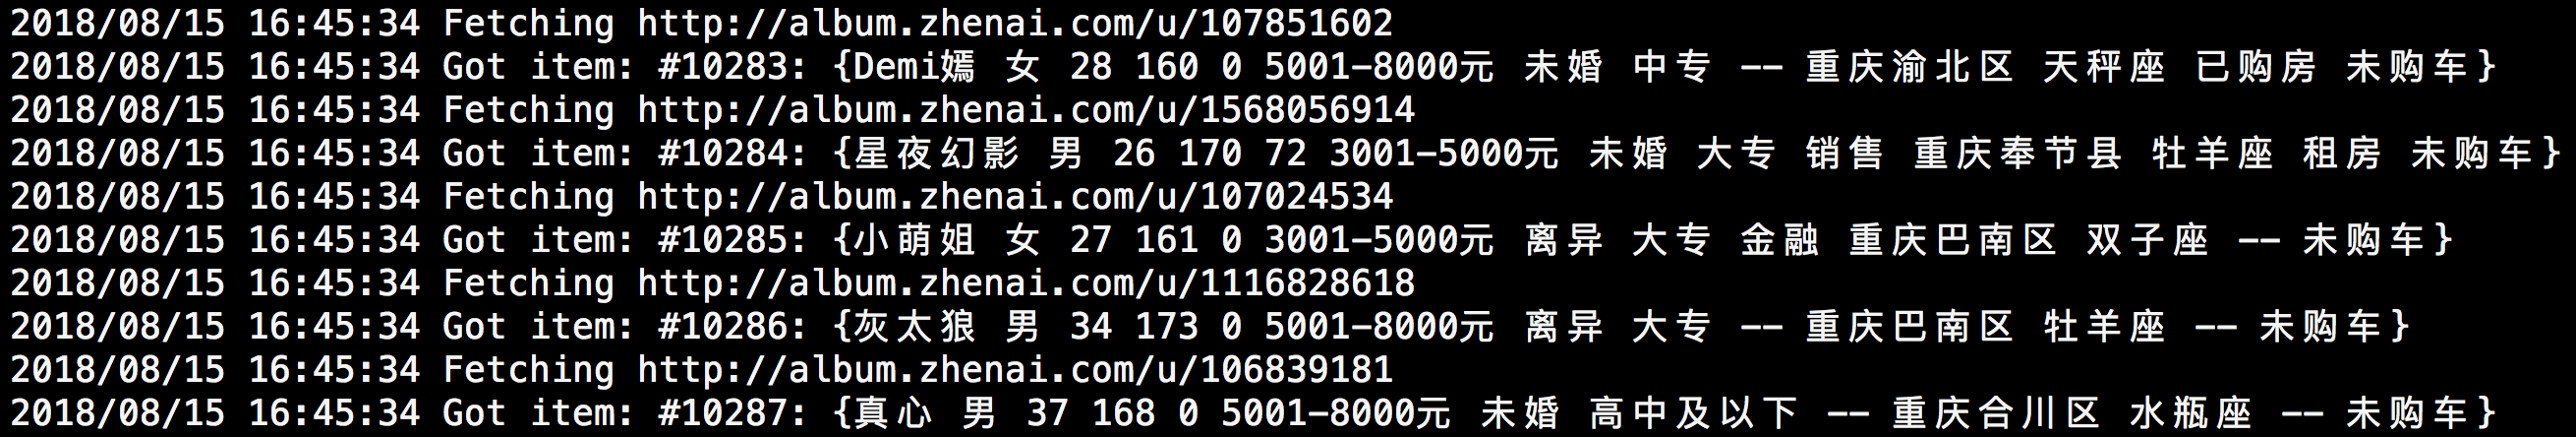 2018/08/15 16:45:34 Fetching http://album.zhenai.com/u/107851602
2018/08/15 16:45:34 Got item: #10283: {Demi嫣 女 28 160 0 5001-8000元 未婚 中专 -- 重庆渝北区 天秤座 已购房 未购车}
2018/08/15 16:45:34 Fetching http://album.zhenai.com/u/1568056914
2018/08/15 16:45:34 Got item: #10284: {星夜幻影 男 26 170 72 3001-5000元 未婚 大专 销售 重庆奉节县 牡羊座 租房 未购车}
2018/08/15 16:45:34 Fetching http://album.zhenai.com/u/107024534
2018/08/15 16:45:34 Got item: #10285: {小萌姐 女 27 161 0 3001-5000元 离异 大专 金融 重庆巴南区 双子座 -- 未购车}
2018/08/15 16:45:34 Fetching http://album.zhenai.com/u/1116828618
2018/08/15 16:45:34 Got item: #10286: {灰太狼 男 34 173 0 5001-8000元 离异 大专 -- 重庆巴南区 牡羊座 -- 未购车}
2018/08/15 16:45:34 Fetching http://album.zhenai.com/u/106839181
2018/08/15 16:45:34 Got item: #10287: {真心 男 37 168 0 5001-8000元 未婚 高中及以下 -- 重庆合川区 水瓶座 -- 未购车}